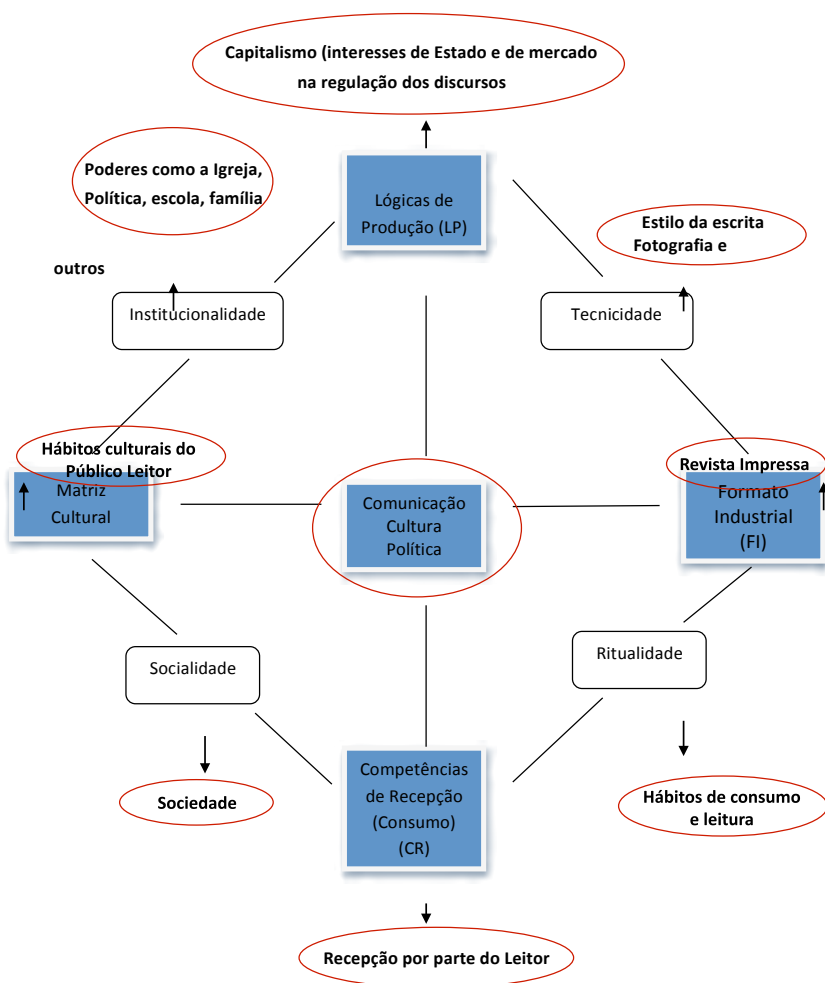 Capitalismo (interesses de Estado e de mercado
na regulação dos discursos
Poderes como a Igreja,
Política, escola, família
outros
Lógicas de
Produção (LP)
Estilo da escrita
Fotografia e
Institucionalidade
Tecnicidade
Hábitos culturais do
Público Leitor
Matriz
Cultural
Comunicação
Cultura
Política
Revista Impressa
Formato
Industrial
(FI)
Socialidade
Ritualidade
Sociedade
Competências
de Recepção
(Consumo)
(CR)
Hábitos de consumo
e leitura
Recepção por parte do Leitor